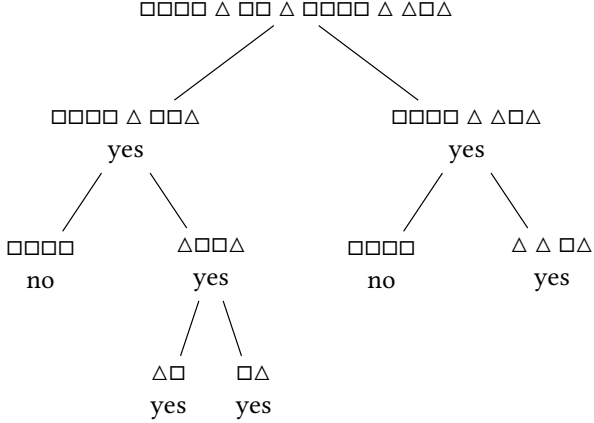 □□□□ △ □□ △ □□□□ △ △□△
□□□□ △ □□△
yes
□□□□ △ △□△
yes
□□□□
no
△□□△
yes
□□□□
no
△ △ □△
yes
△□
yes
□△
yes